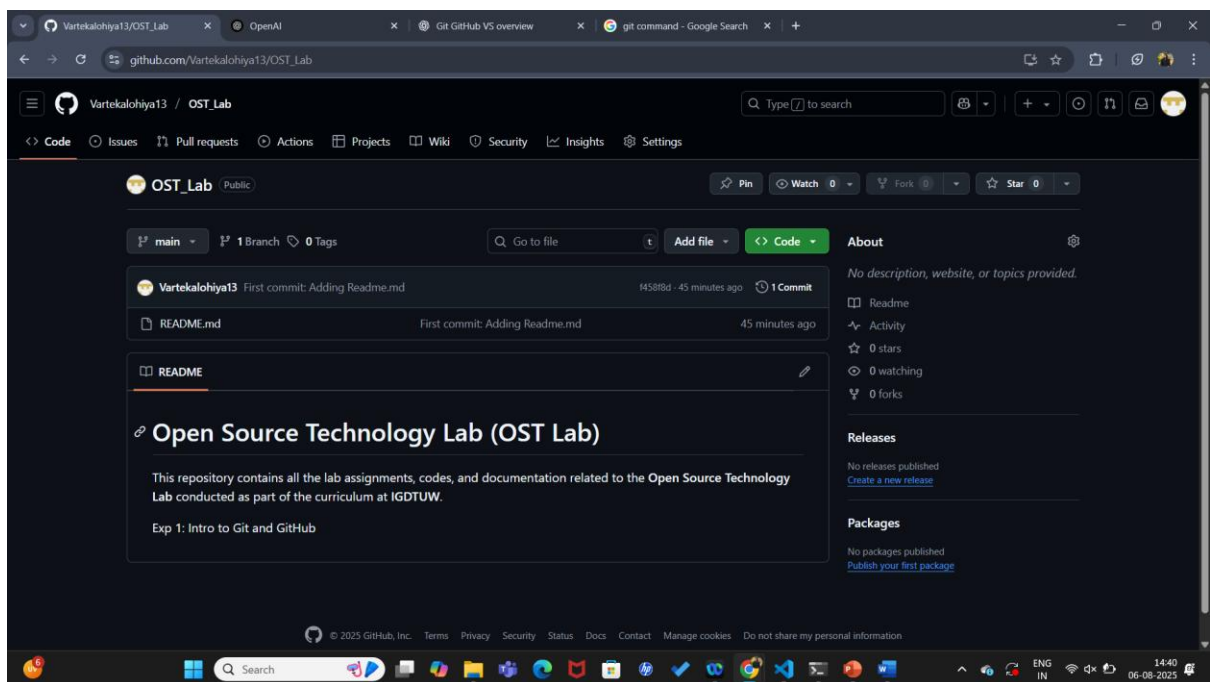 Vartekalohiya13/OST_Lab
OpenAI
Git GitHub VS overview
git command - Google Search
github.com/Vartekalohiya13/OST_Lab
Vartekalohiya13 / OST_Lab
Type / to search
Code Issues Pull requests Actions Projects Wiki Security Insights Settings
OST_Lab Public
Pin Watch 0 Fork 0 Star 0
main 1 Branch 0 Tags
Go to file t Add file Code
Vartekalohiya13 First commit: Adding Readme.md f458f8d · 45 minutes ago 1 Commit
README.md First commit: Adding Readme.md 45 minutes ago
README
Open Source Technology Lab (OST Lab)
This repository contains all the lab assignments, codes, and documentation related to the Open Source Technology
Lab conducted as part of the curriculum at IGDTUW.
Exp 1: Intro to Git and GitHub
About
No description, website, or topics provided.
Readme
Activity
0 stars
0 watching
0 forks
Releases
No releases published
Create a new release
Packages
No packages published
Publish your first package
© 2025 GitHub, Inc. Terms Privacy Security Status Docs Contact Manage cookies Do not share my personal information
6
Search
ENG
IN
14:40
06-08-2025